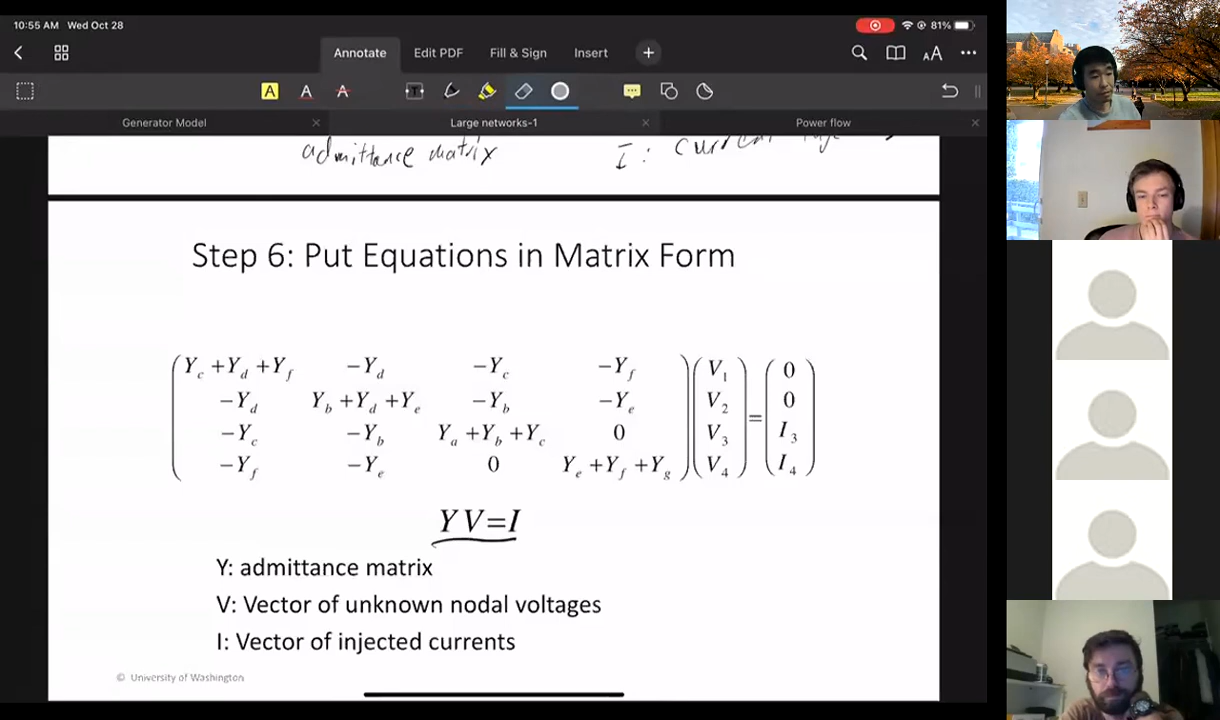 10:55 AM Wed Oct 28
81%
Annotate Edit PDF Fill & Sign Insert
A A A T
Generator Model × Large networks-1 × Power flow ×
admittance matrix I : current
Step 6: Put Equations in Matrix Form
Y_c + Y_d + Y_f −Y_d −Y_c −Y_f V_1 0
−Y_d Y_b + Y_d + Y_e −Y_b −Y_e V_2 = 0
−Y_c −Y_b Y_a + Y_b + Y_c 0 V_3 I_3
−Y_f −Y_e 0 Y_e + Y_f + Y_g V_4 I_4
Y V = I
Y: admittance matrix
V: Vector of unknown nodal voltages
I: Vector of injected currents
© University of Washington